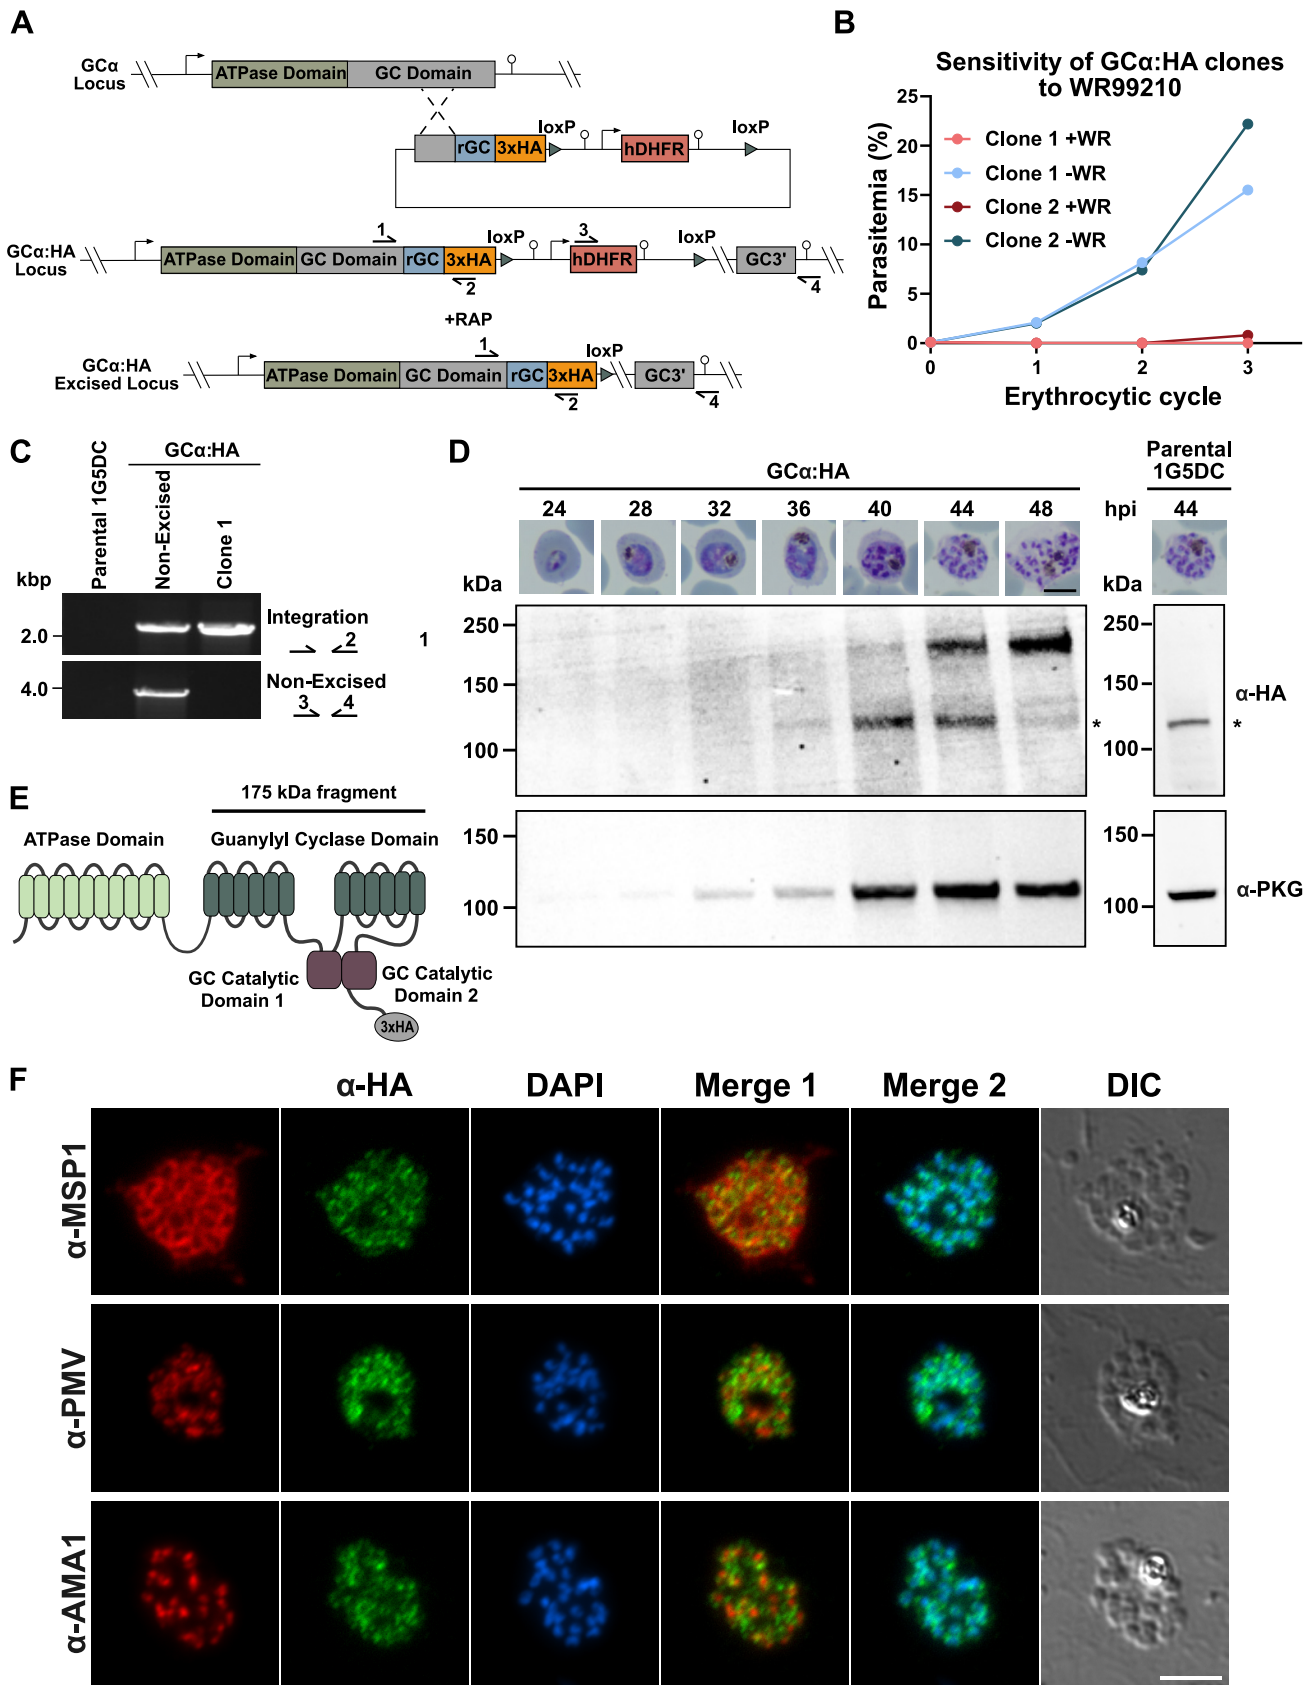 A
GCα
Locus
ATPase Domain
GC Domain
rGC
3xHA
loxP
hDHFR
loxP
GCα:HA
Locus
ATPase Domain
GC Domain
1
rGC
3xHA
2
loxP
3
hDHFR
loxP
GC3'
4
+RAP
GCα:HA
Excised Locus
ATPase Domain
GC Domain
1
rGC
3xHA
2
loxP
GC3'
4
B
Sensitivity of GCα:HA clones
to WR99210
Parasitemia (%)
25
20
15
10
5
0
Clone 1 +WR
Clone 1 -WR
Clone 2 +WR
Clone 2 -WR
0 1 2 3
Erythrocytic cycle
C
GCα:HA
Parental 1G5DC
Non-Excised
Clone 1
kbp
2.0
Integration
2
1
4.0
Non-Excised
3 4
D
GCα:HA
Parental
1G5DC
24 28 32 36 40 44 48 hpi 44
kDa
kDa
250
150
100
*
250
150
100
*
α-HA
150
100
150
100
α-PKG
E
175 kDa fragment
ATPase Domain
Guanylyl Cyclase Domain
GC Catalytic
Domain 1
GC Catalytic
Domain 2
3xHA
F
α-HA DAPI Merge 1 Merge 2 DIC
α-MSP1
α-PMV
α-AMA1